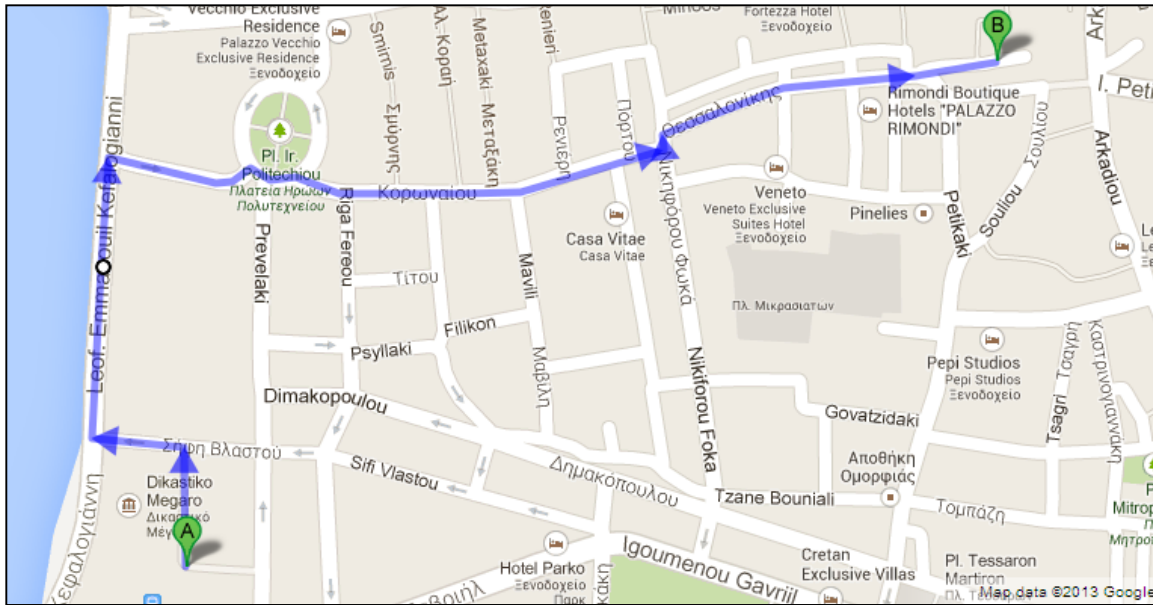 Vecchio Exclusive
Residence
Palazzo Vecchio
Exclusive Residence
Ξενοδοχείο
Smirnis - Σμύρνης
Αλ. Κοραή
Metaxaki - Μεταξάκη
Renieri
Ρενιέρη
Fortezza Hotel
Ξενοδοχείο
B
Πόρτου
Θεσσαλονίκης
Rimondi Boutique
Hotels "PALAZZO
RIMONDI"
I. Peti
Σουλίου
Souliou
Arkadiou
Leof. Emmanouil Kefalogianni
Pl. Ir.
Politechiou
Πλατεία Ηρώων
Πολυτεχνείου
Κορωναίου
Νικηφόρου Φωκά
Nikiforou Foka
Veneto
Veneto Exclusive
Suites Hotel
Ξενοδοχείο
Pinelies
Petikaki
Casa Vitae
Casa Vitae
Riga Fereou
Prevelaki
Τίτου
Mavili
Μαβίλη
Filikon
Psyllaki
Πλ. Μικρασιατων
Pepi Studios
Pepi Studios
Ξενοδοχείο
Tsagri Τσαγρή
Καστρινογιαννάκη
Dimakopoulou
Δημακόπουλου
Govatzidaki
Σήφη Βλαστού
Sifi Vlastou
Αποθήκη
Ομορφιάς
Tzane Bouniali
Τομπάζη
Dikastiko
Megaro
A
Hotel Parko
Ξενοδοχείο
Παρκ
Igoumenou Gavriil
Cretan
Exclusive Villas
Pl. Tessaron
Martiron
Map data ©2013 Google